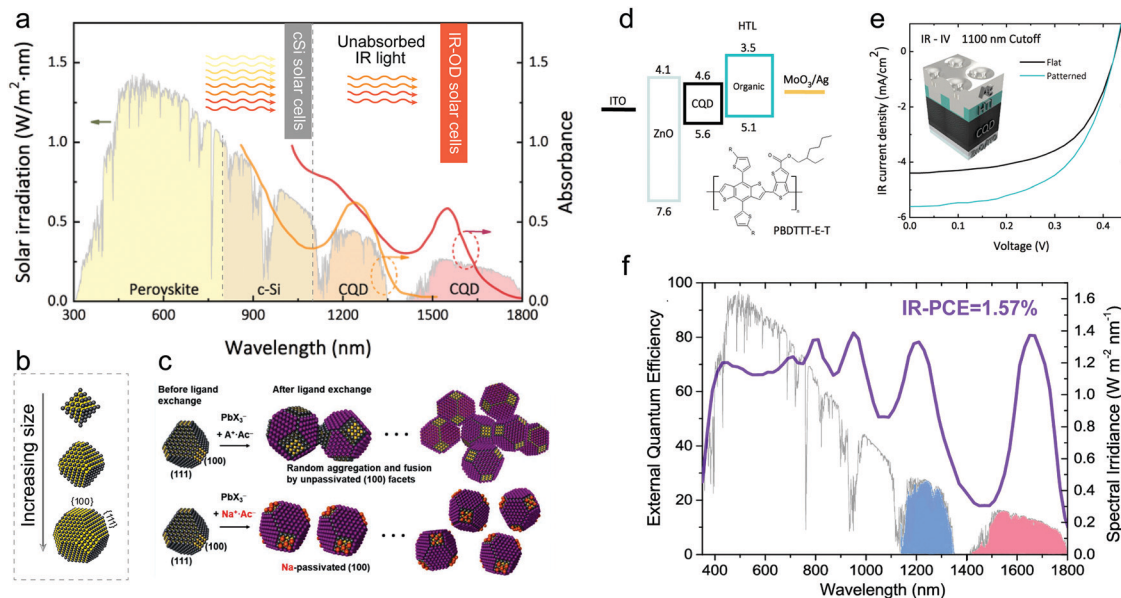 a
Solar irradiation (W/m²·nm)
1.5
1.0
0.5
0.0
cSi solar cells
Unabsorbed
IR light
IR-OD solar cells
1.5
1.0
0.5
0.0
Absorbance
Perovskite
c-Si
CQD
CQD
300
600
900
1200
1500
1800
Wavelength (nm)
b
Increasing size
{100}
{111}
c
Before ligand
exchange
PbX₃⁻
+ A⁺·Ac⁻
After ligand exchange
(100)
(111)
Random aggregation and fusion
by unpassivated (100) facets
PbX₃⁻
+ Na⁺·Ac⁻
(100)
(111)
Na-passivated (100)
d
HTL
3.5
4.1
4.6
MoO₃/Ag
Organic
CQD
ITO
ZnO
5.1
5.6
7.6
R
S
O
n
PBDTTT-E-T
e
IR - IV 1100 nm Cutoff
Flat
Patterned
Ag
HTL
CQD
IR current density (mA/cm²)
0
-2
-4
-6
0.0
0.1
0.2
0.3
0.4
Voltage (V)
f
External Quantum Efficiency
100
90
80
70
60
50
40
30
20
10
0
IR-PCE=1.57%
1.6
1.4
1.2
1.0
0.8
0.6
0.4
0.2
0.0
Spectral Iridiance (W m⁻² nm⁻¹)
400
600
800
1000
1200
1400
1600
1800
Wavelength (nm)